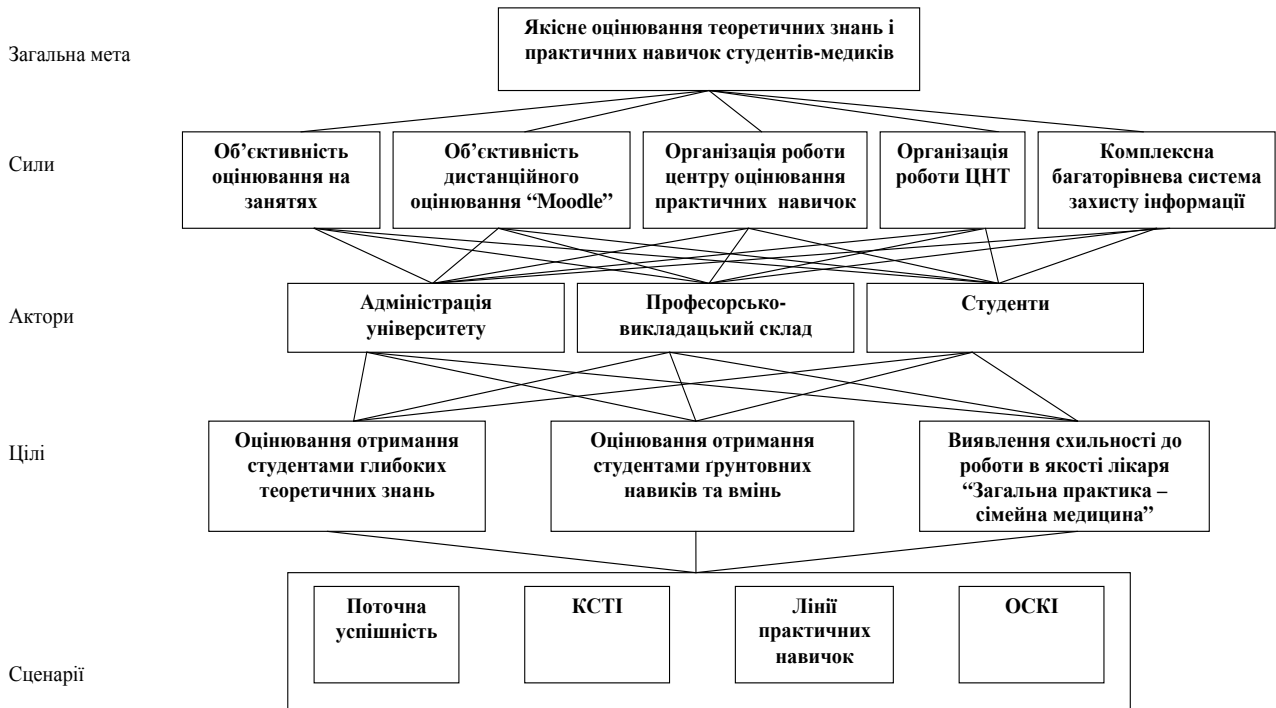 Загальна мета
Якісне оцінювання теоретичних знань і
практичних навичок студентів-медиків
Сили
Об’єктивність
оцінювання на
занятях
Об’єктивність
дистанційного
оцінювання “Moodle”
Організація роботи
центру оцінювання
практичних навичок
Організація
роботи ЦНТ
Комплексна
багаторівнева система
захисту інформації
Актори
Адміністрація
університету
Професорсько-
викладацький склад
Студенти
Цілі
Оцінювання отримання
студентами глибоких
теоретичних знань
Оцінювання отримання
студентами ґрунтовних
навиків та вмінь
Виявлення схильності до
роботи в якості лікаря
“Загальна практика –
сімейна медицина”
Сценарії
Поточна
успішність
КСТІ
Лінії
практичних
навичок
ОСКІ